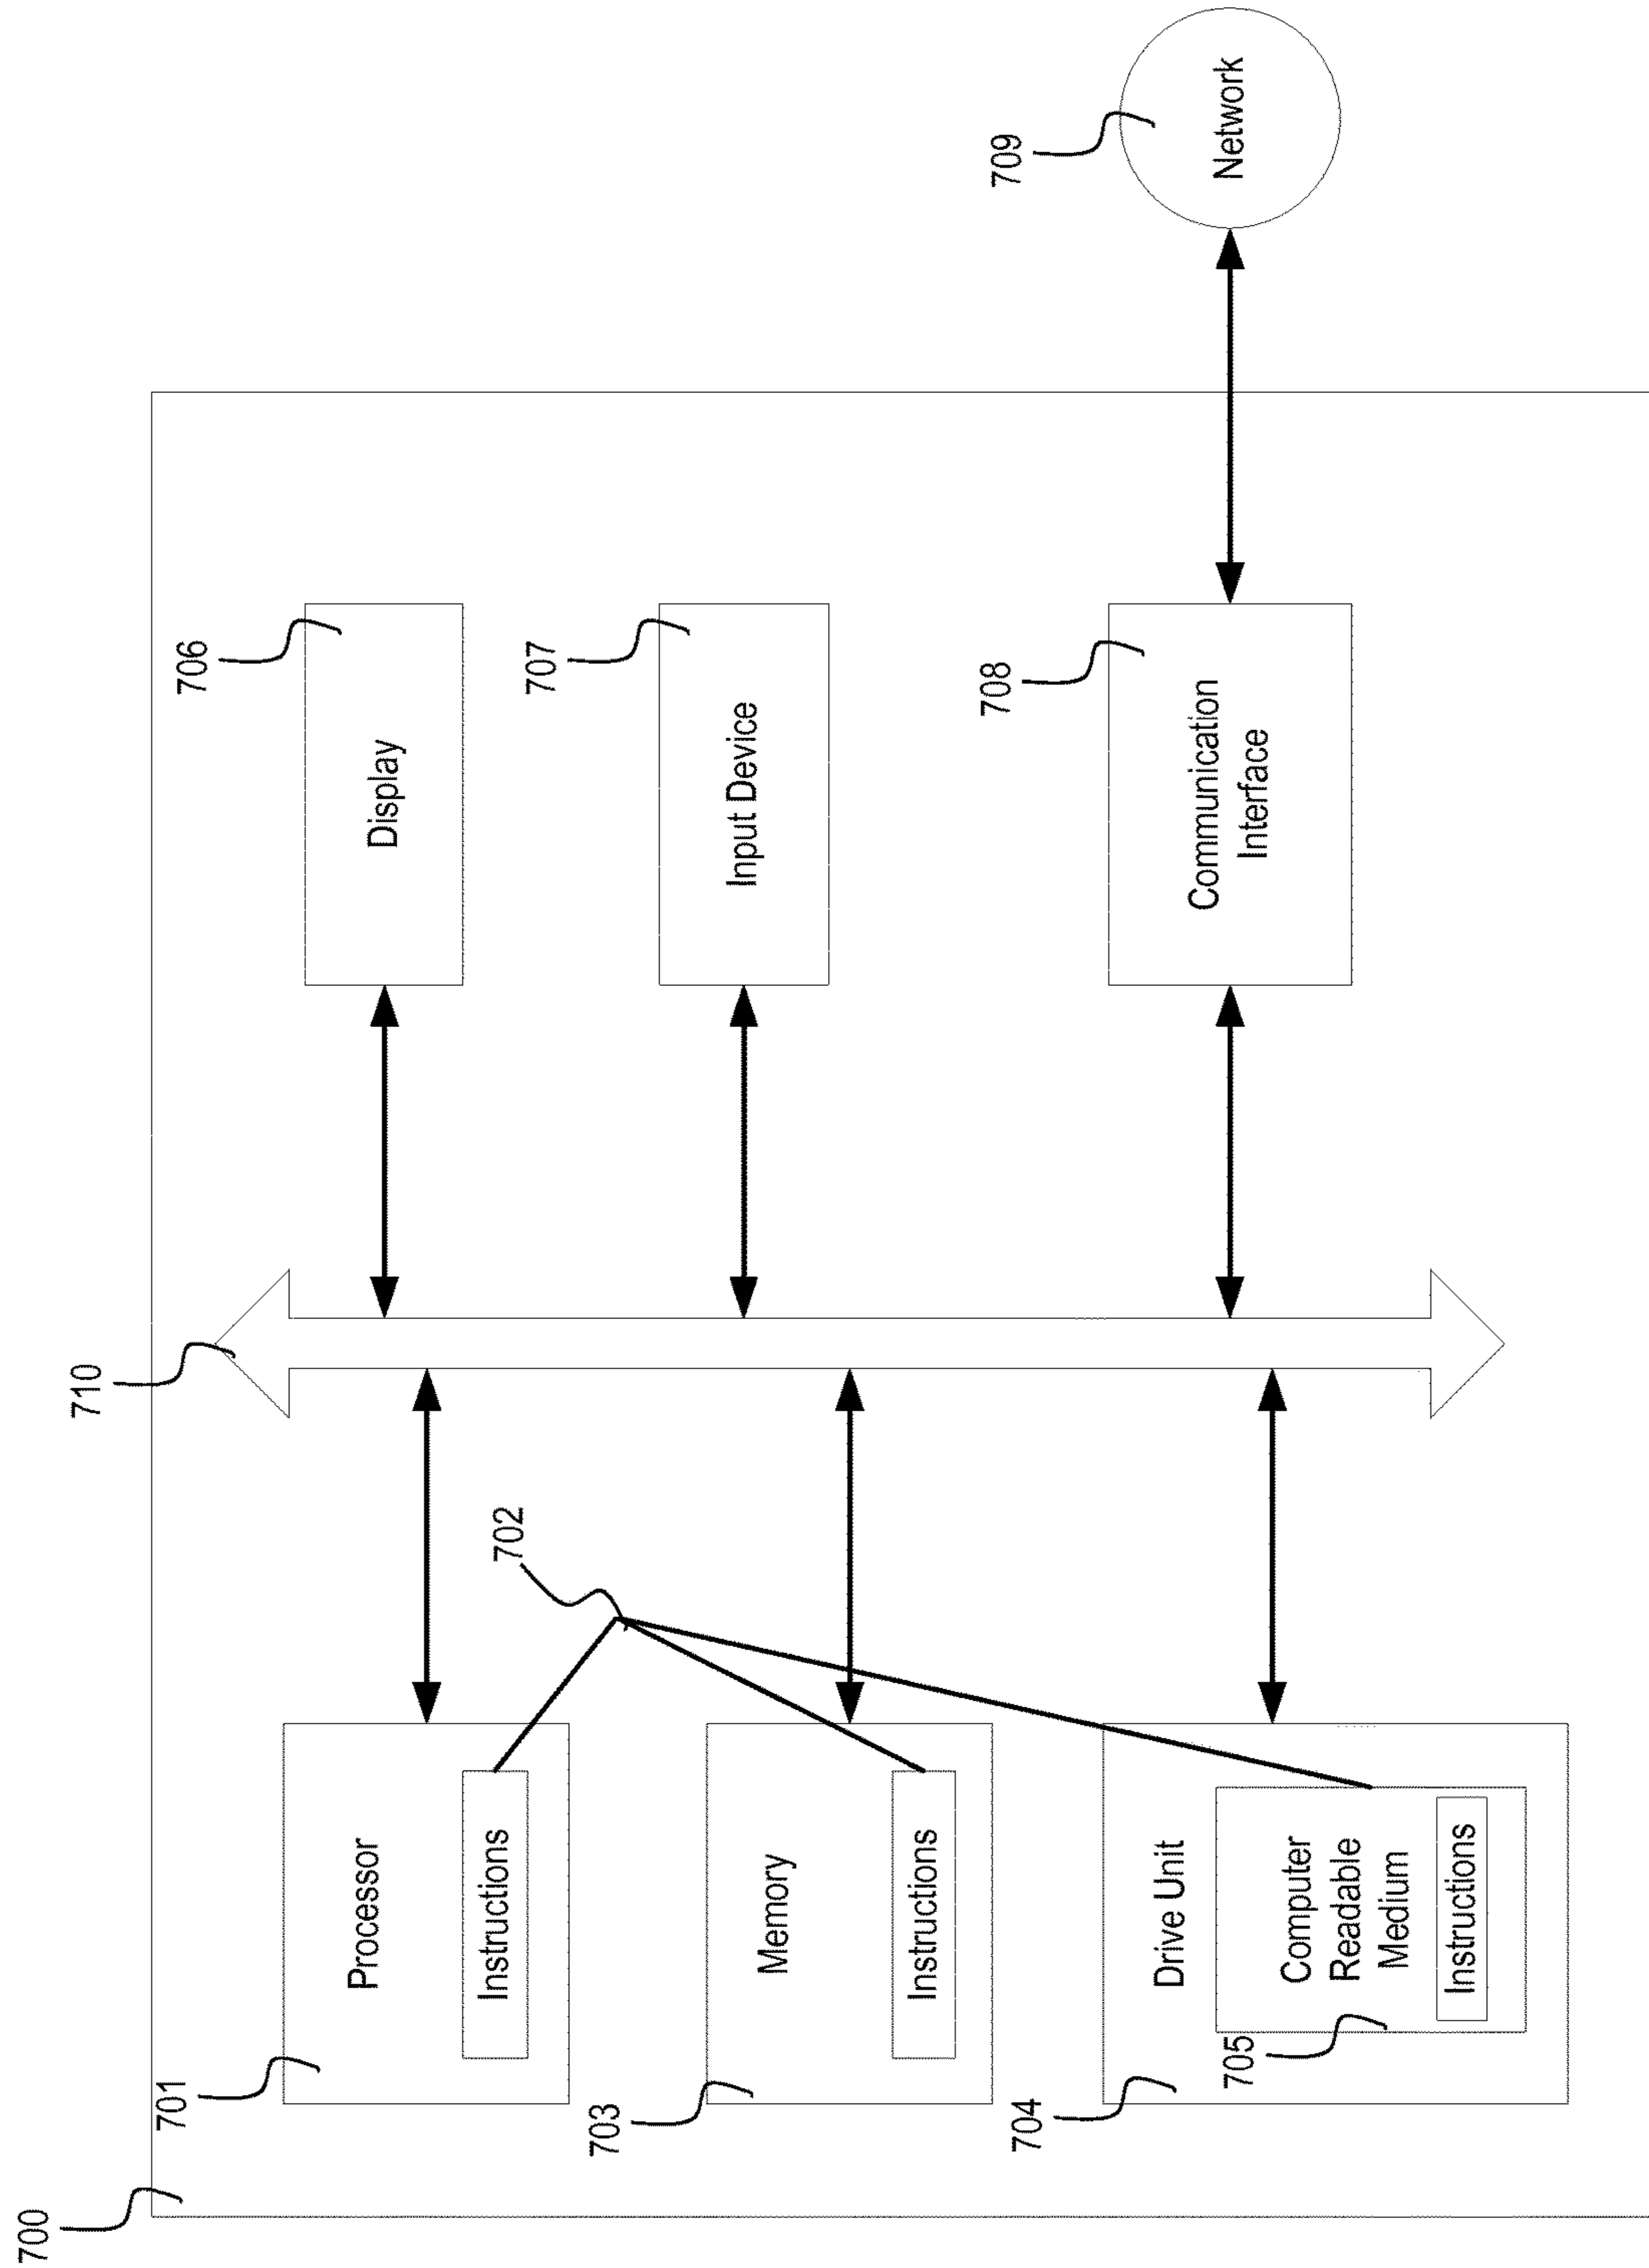 700
710
701
Processor
Instructions
702
706
Display
703
Memory
Instructions
707
Input Device
704
Drive Unit
705
Computer
Readable
Medium
Instructions
708
Communication
Interface
709
Network